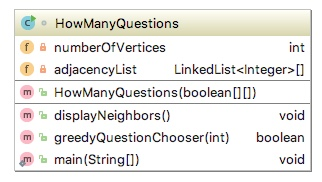 HowManyQuestions
numberOfVertices int
adjacencyList LinkedList<Integer>[]
HowManyQuestions(boolean[][])
displayNeighbors() void
greedyQuestionChooser(int) boolean
main(String[]) void